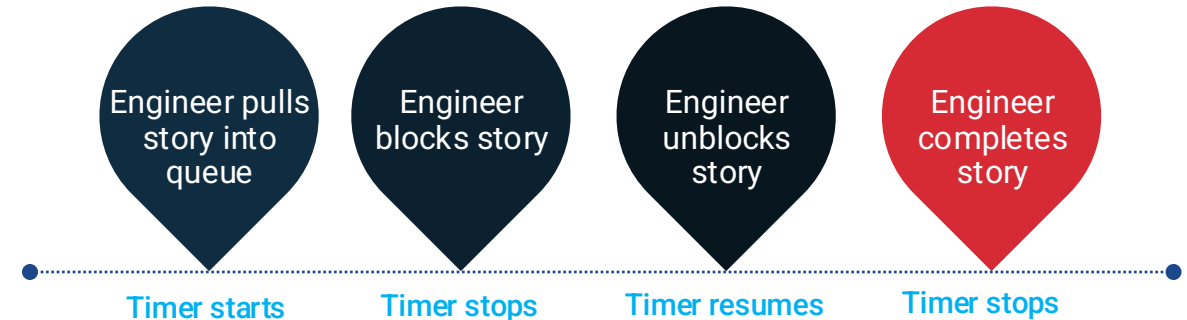 Engineer pulls
story into
queue
Engineer
blocks story
Engineer
unblocks
story
Engineer
completes
story
Timer starts
Timer stops
Timer resumes
Timer stops